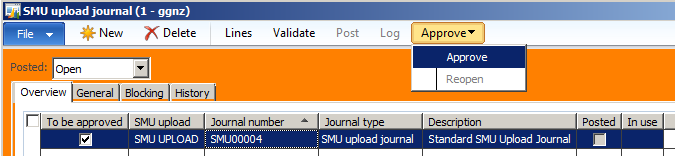 SMU upload journal (1 - ggnz)
File New Delete Lines Validate Post Log Approve
Approve
Reopen
Posted: Open
Overview General Blocking History
To be approved SMU upload Journal number Journal type Description Posted In use
SMU UPLOAD SMU00004 SMU upload journal Standard SMU Upload Journal